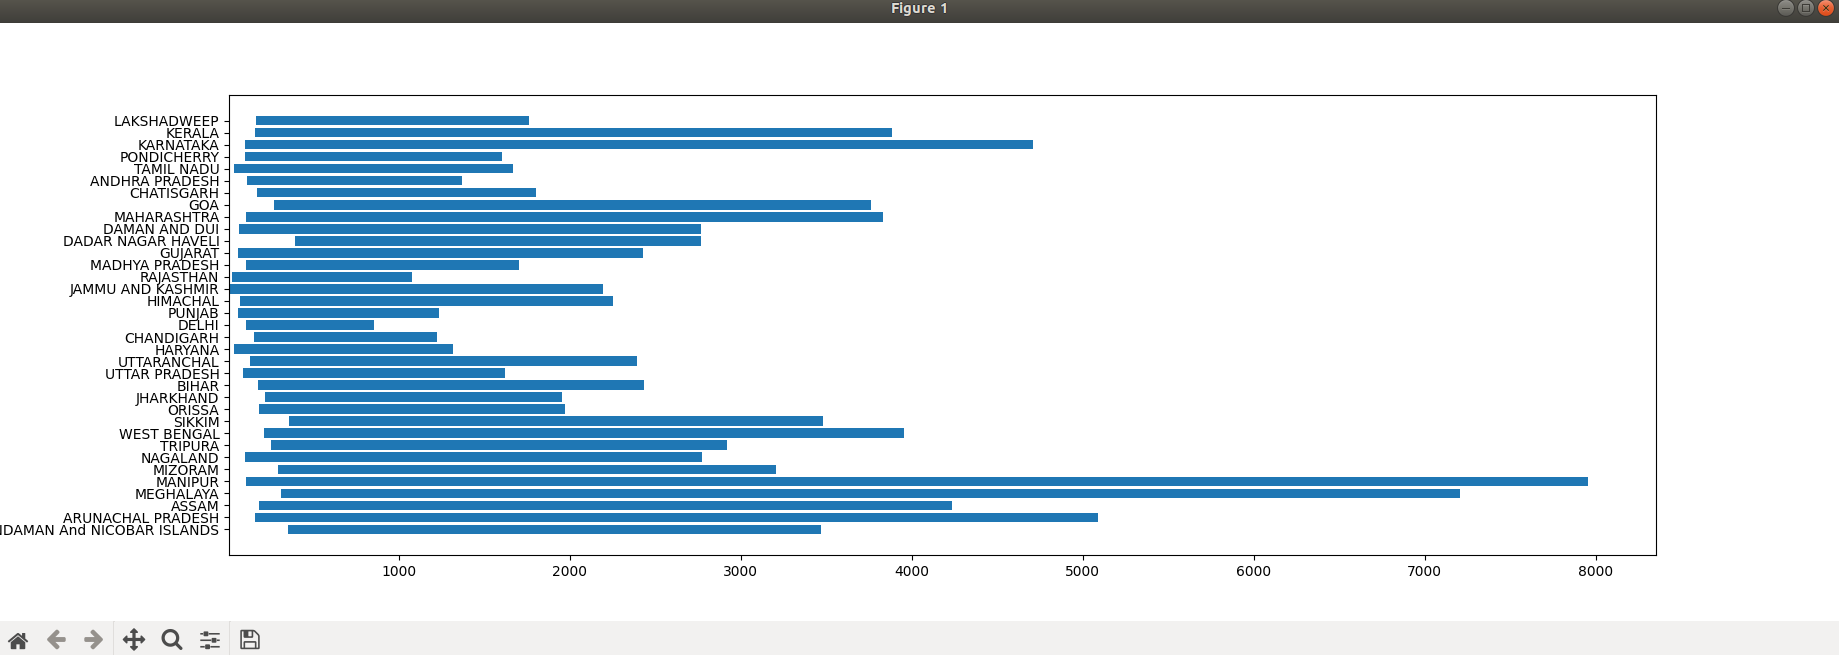 Figure 1
LAKSHADWEEP
KERALA
KARNATAKA
PONDICHERRY
TAMIL NADU
ANDHRA PRADESH
CHATISGARH
GOA
MAHARASHTRA
DAMAN AND DUI
DADAR NAGAR HAVELI
GUJARAT
MADHYA PRADESH
RAJASTHAN
JAMMU AND KASHMIR
HIMACHAL
PUNJAB
DELHI
CHANDIGARH
HARYANA
UTTARANCHAL
UTTAR PRADESH
BIHAR
JHARKHAND
ORISSA
SIKKIM
WEST BENGAL
TRIPURA
NAGALAND
MIZORAM
MANIPUR
MEGHALAYA
ASSAM
ARUNACHAL PRADESH
NDAMAN And NICOBAR ISLANDS
1000 2000 3000 4000 5000 6000 7000 8000